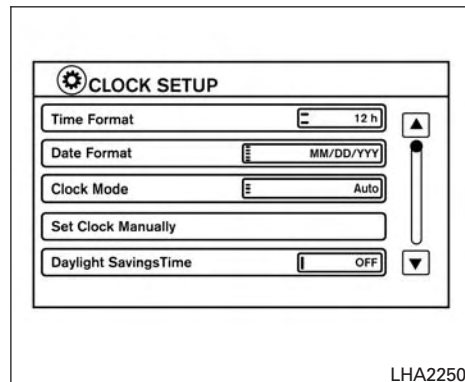 CLOCK SETUP
Time Format 12 h
Date Format MM/DD/YYY
Clock Mode Auto
Set Clock Manually
Daylight SavingsTime OFF
LHA2250